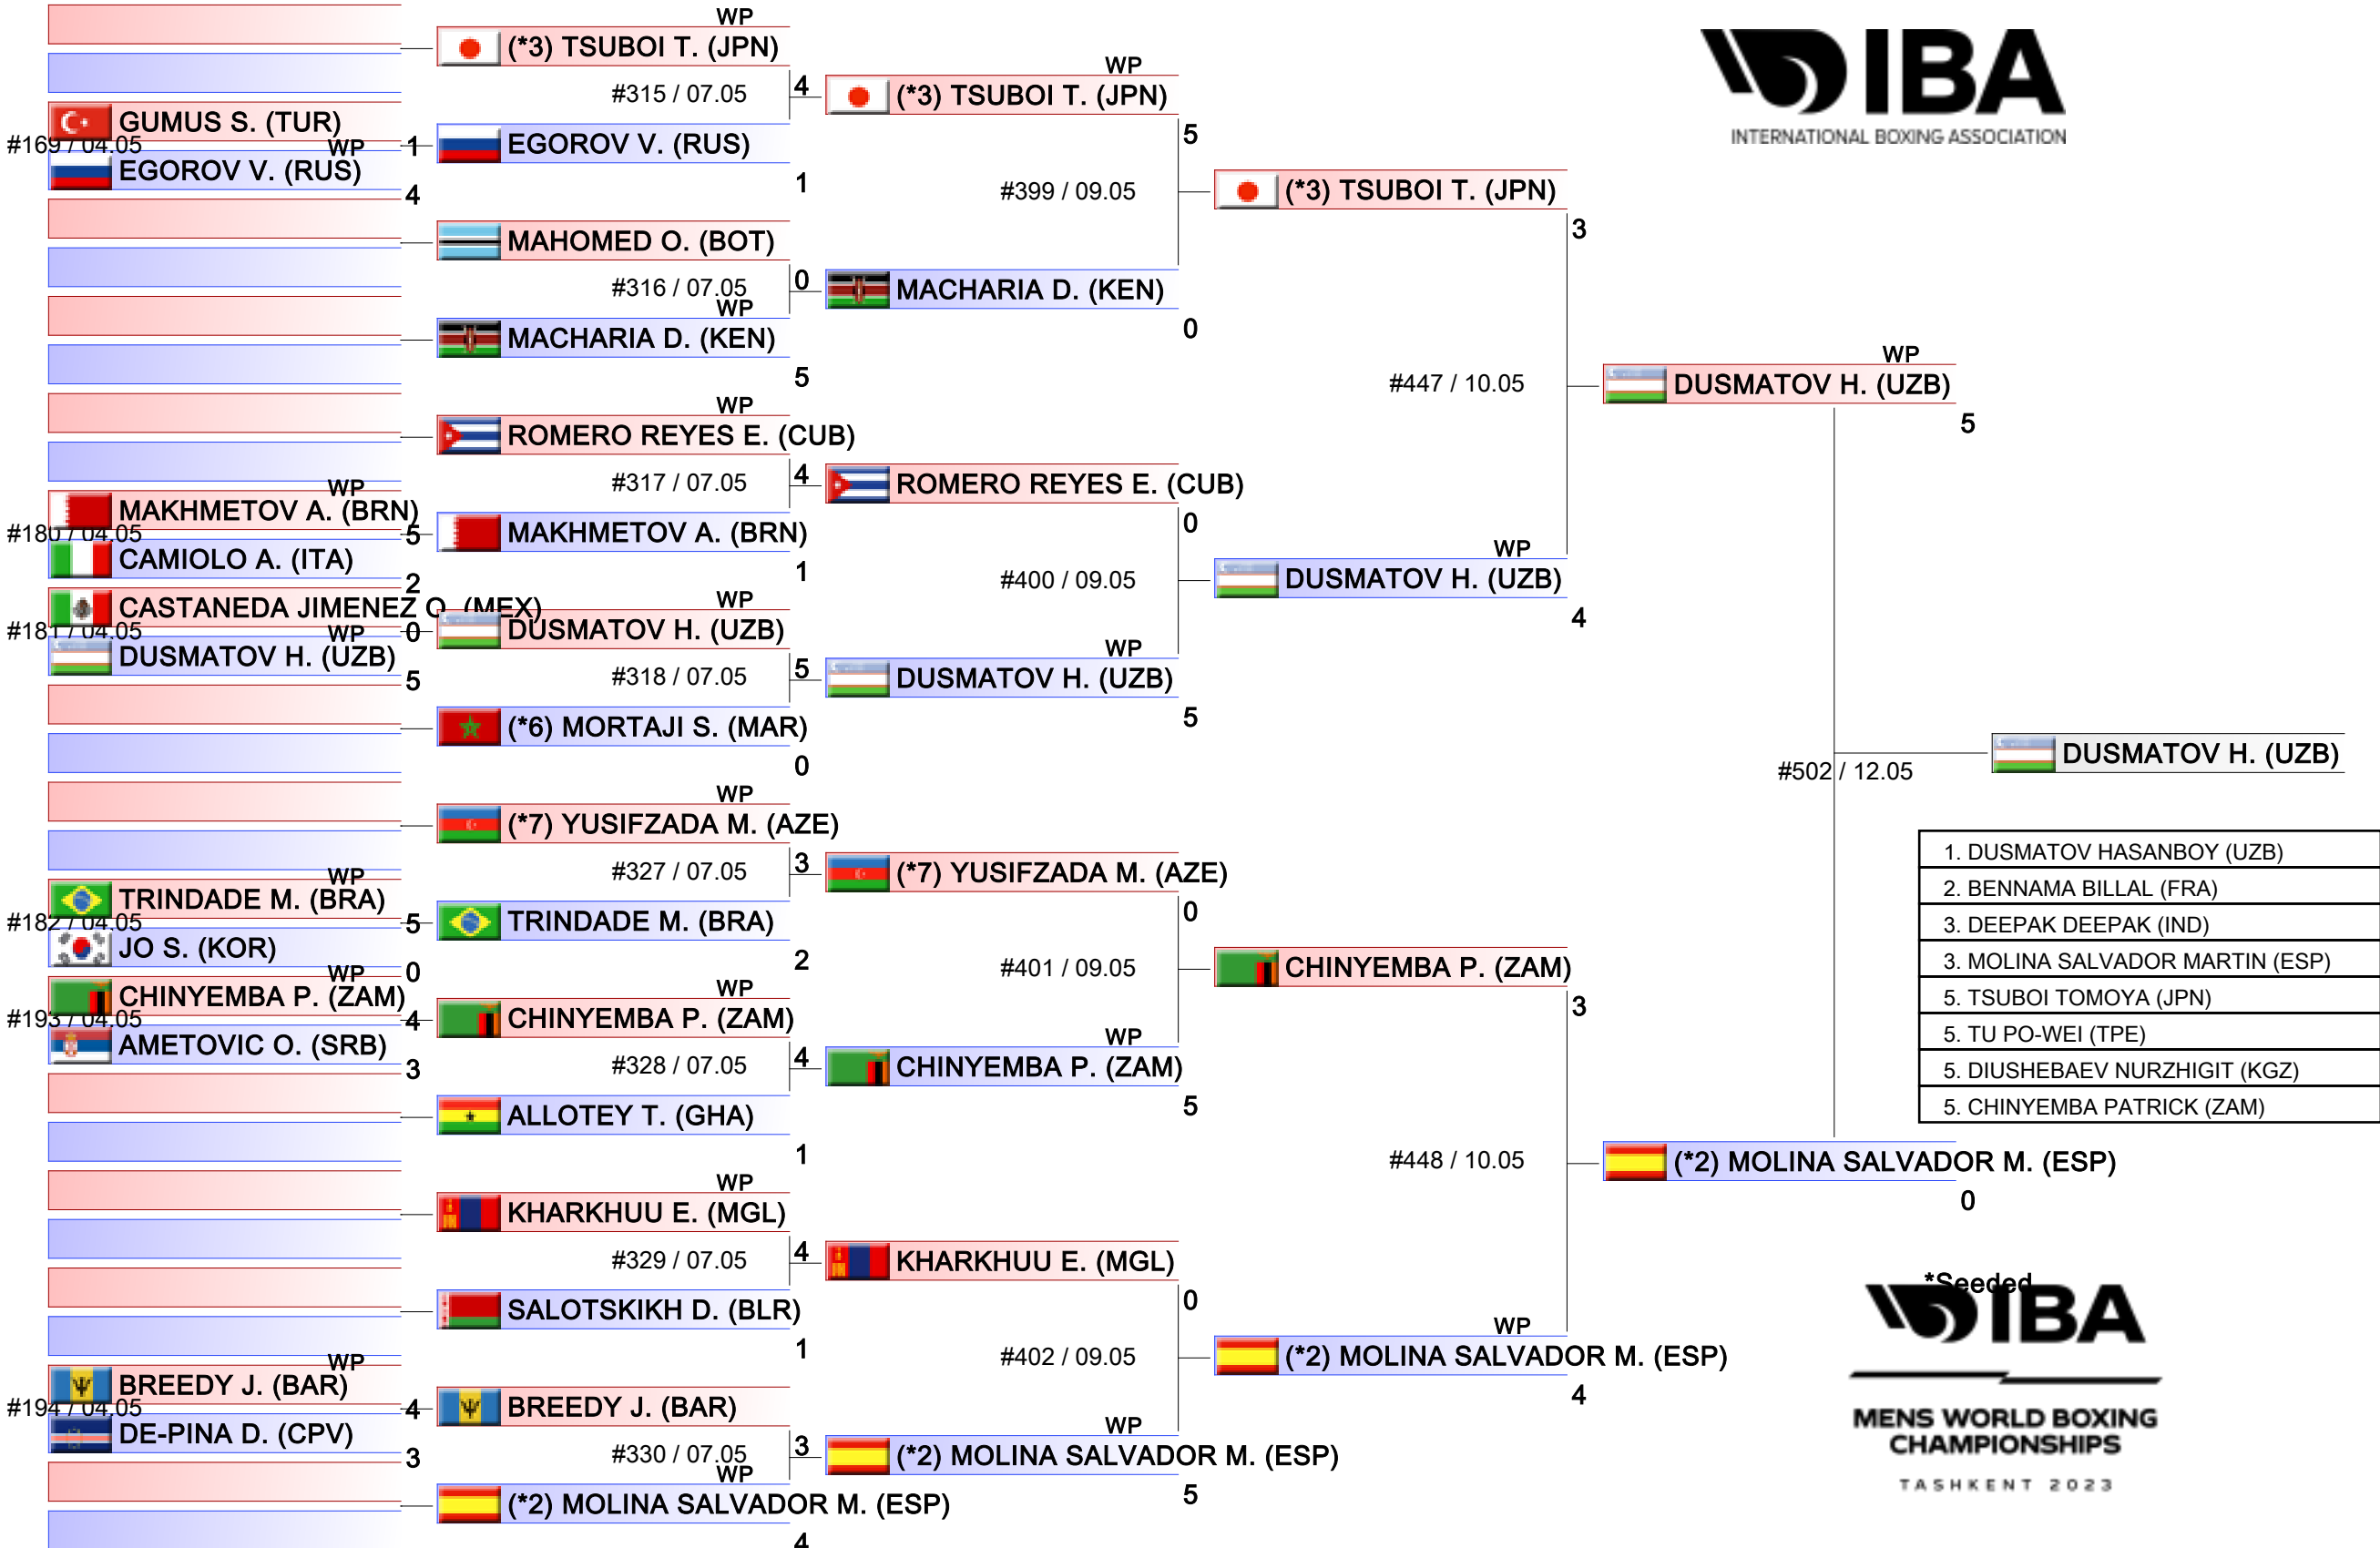 WP
(*3) TSUBOI T. (JPN)
4
#315 / 07.05
EGOROV V. (RUS)
1
GUMUS S. (TUR)
1
#169 / 04.05
WP
EGOROV V. (RUS)
4
MAHOMED O. (BOT)
0
#316 / 07.05
WP
MACHARIA D. (KEN)
5
WP
ROMERO REYES E. (CUB)
4
#317 / 07.05
MAKHMETOV A. (BRN)
1
WP
MAKHMETOV A. (BRN)
5
#180 / 04.05
CAMIOLO A. (ITA)
2
CASTANEDA JIMENEZ O. (MEX)
0
#181 / 04.05
WP
DUSMATOV H. (UZB)
5
WP
DUSMATOV H. (UZB)
5
#318 / 07.05
(*6) MORTAJI S. (MAR)
0
WP
(*7) YUSIFZADA M. (AZE)
3
#327 / 07.05
TRINDADE M. (BRA)
2
WP
TRINDADE M. (BRA)
5
#182 / 04.05
JO S. (KOR)
0
WP
CHINYEMBA P. (ZAM)
4
#193 / 04.05
AMETOVIC O. (SRB)
3
WP
CHINYEMBA P. (ZAM)
4
#328 / 07.05
ALLOTEY T. (GHA)
1
WP
KHARKHUU E. (MGL)
4
#329 / 07.05
SALOTSKIKH D. (BLR)
1
WP
BREEDY J. (BAR)
4
#194 / 04.05
DE-PINA D. (CPV)
3
BREEDY J. (BAR)
3
#330 / 07.05
WP
(*2) MOLINA SALVADOR M. (ESP)
4
WP
(*3) TSUBOI T. (JPN)
5
#399 / 09.05
MACHARIA D. (KEN)
0
ROMERO REYES E. (CUB)
0
#400 / 09.05
WP
DUSMATOV H. (UZB)
5
(*7) YUSIFZADA M. (AZE)
0
#401 / 09.05
WP
CHINYEMBA P. (ZAM)
5
KHARKHUU E. (MGL)
0
#402 / 09.05
WP
(*2) MOLINA SALVADOR M. (ESP)
5
(*3) TSUBOI T. (JPN)
3
#447 / 10.05
WP
DUSMATOV H. (UZB)
4
CHINYEMBA P. (ZAM)
3
#448 / 10.05
WP
(*2) MOLINA SALVADOR M. (ESP)
4
WP
DUSMATOV H. (UZB)
5
#502 / 12.05
(*2) MOLINA SALVADOR M. (ESP)
0
DUSMATOV H. (UZB)
IBA
INTERNATIONAL BOXING ASSOCIATION
1. DUSMATOV HASANBOY (UZB)
2. BENNAMA BILLAL (FRA)
3. DEEPAK DEEPAK (IND)
3. MOLINA SALVADOR MARTIN (ESP)
5. TSUBOI TOMOYA (JPN)
5. TU PO-WEI (TPE)
5. DIUSHEBAEV NURZHIGIT (KGZ)
5. CHINYEMBA PATRICK (ZAM)
*Seeded
IBA
MENS WORLD BOXING
CHAMPIONSHIPS
TASHKENT 2023